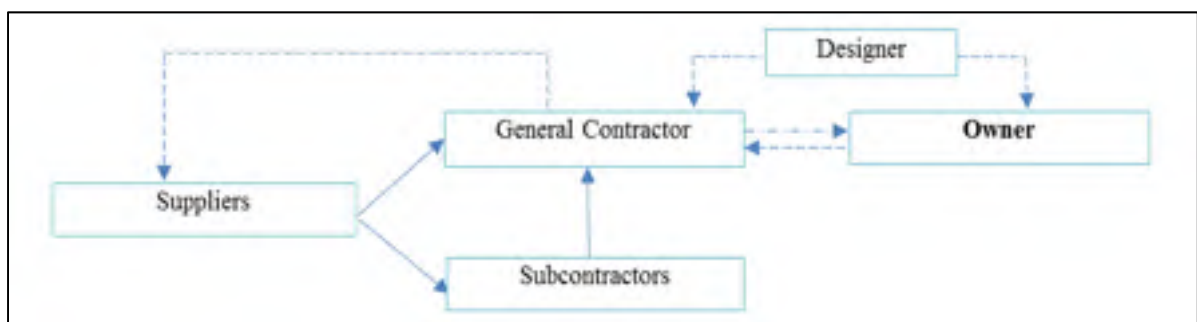 Designer
General Contractor
Owner
Suppliers
Subcontractors